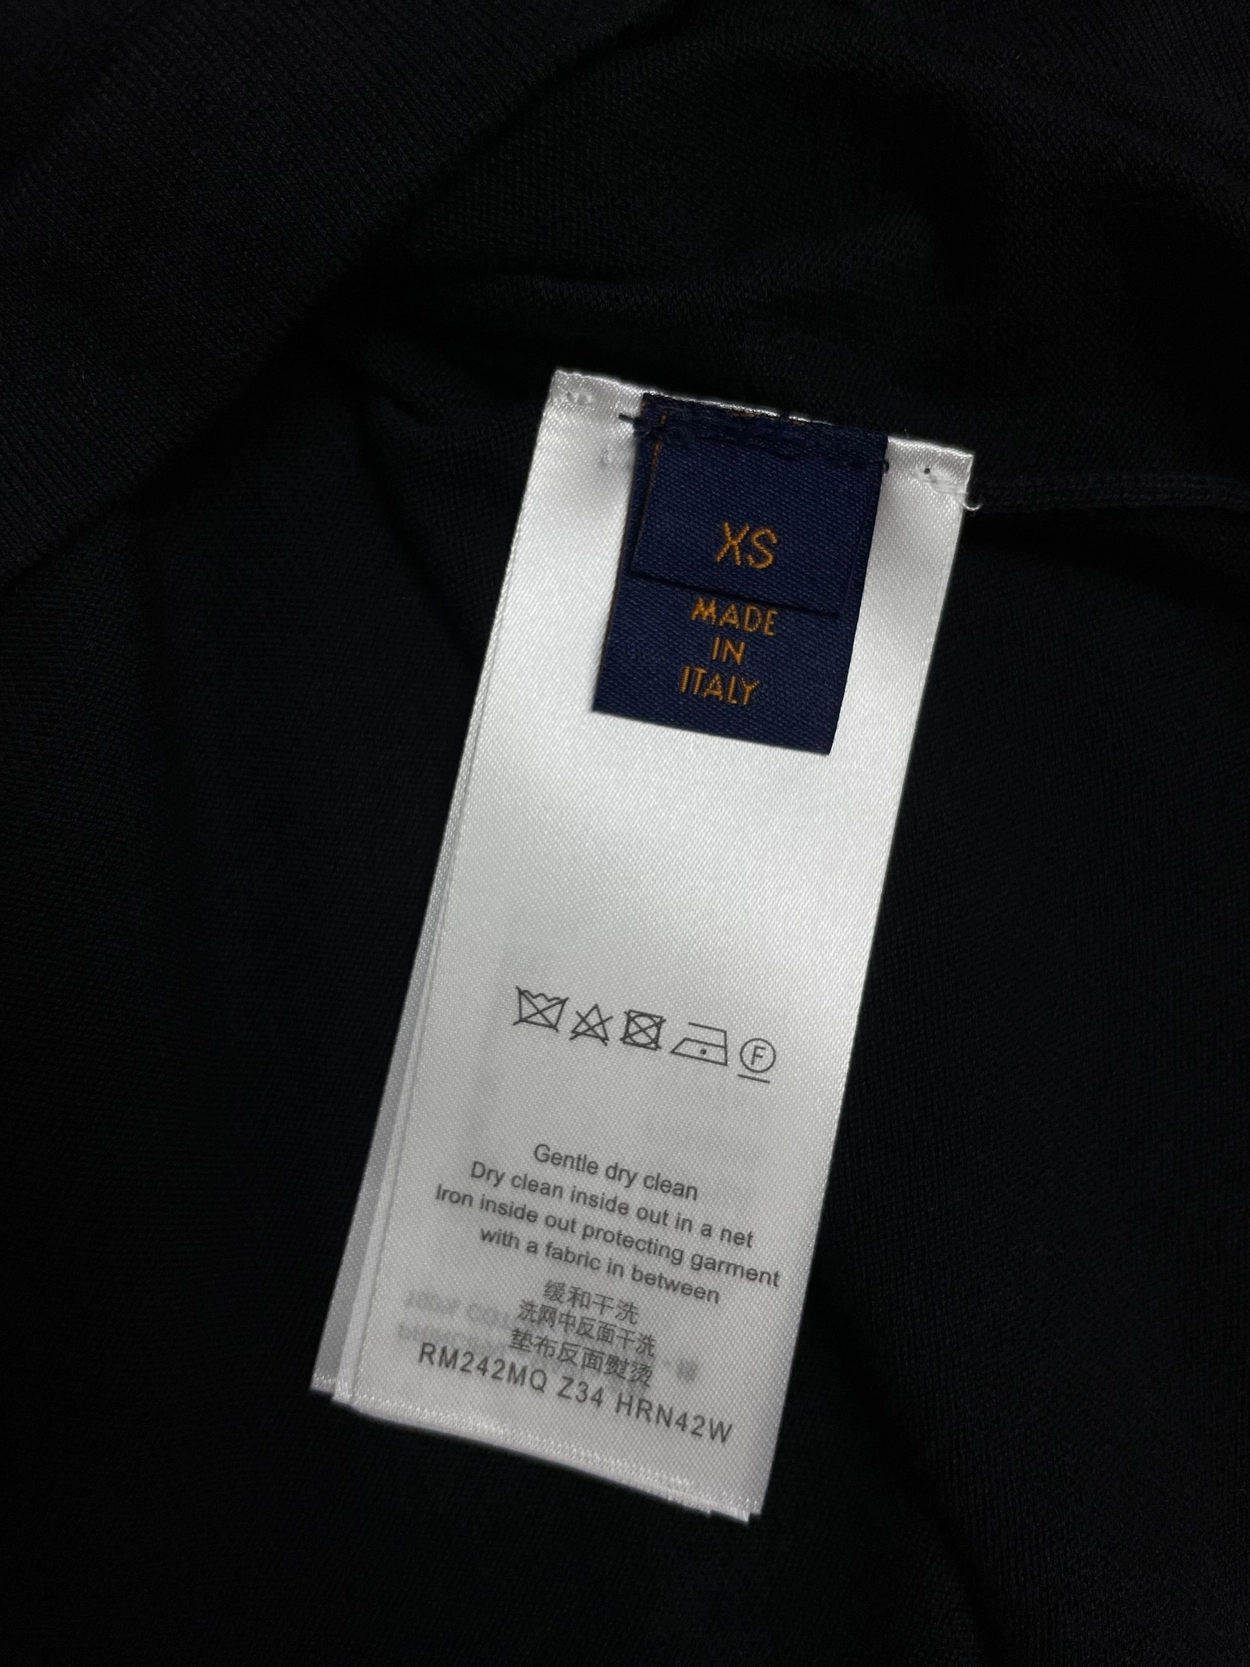 XS
MADE
IN
ITALY
F
Gentle dry clean
Dry clean inside out in a net
Iron inside out protecting garment
with a fabric in between
缓和干洗
洗网中反面干洗
垫布反面熨烫
RM242MQ Z34 HRN42W